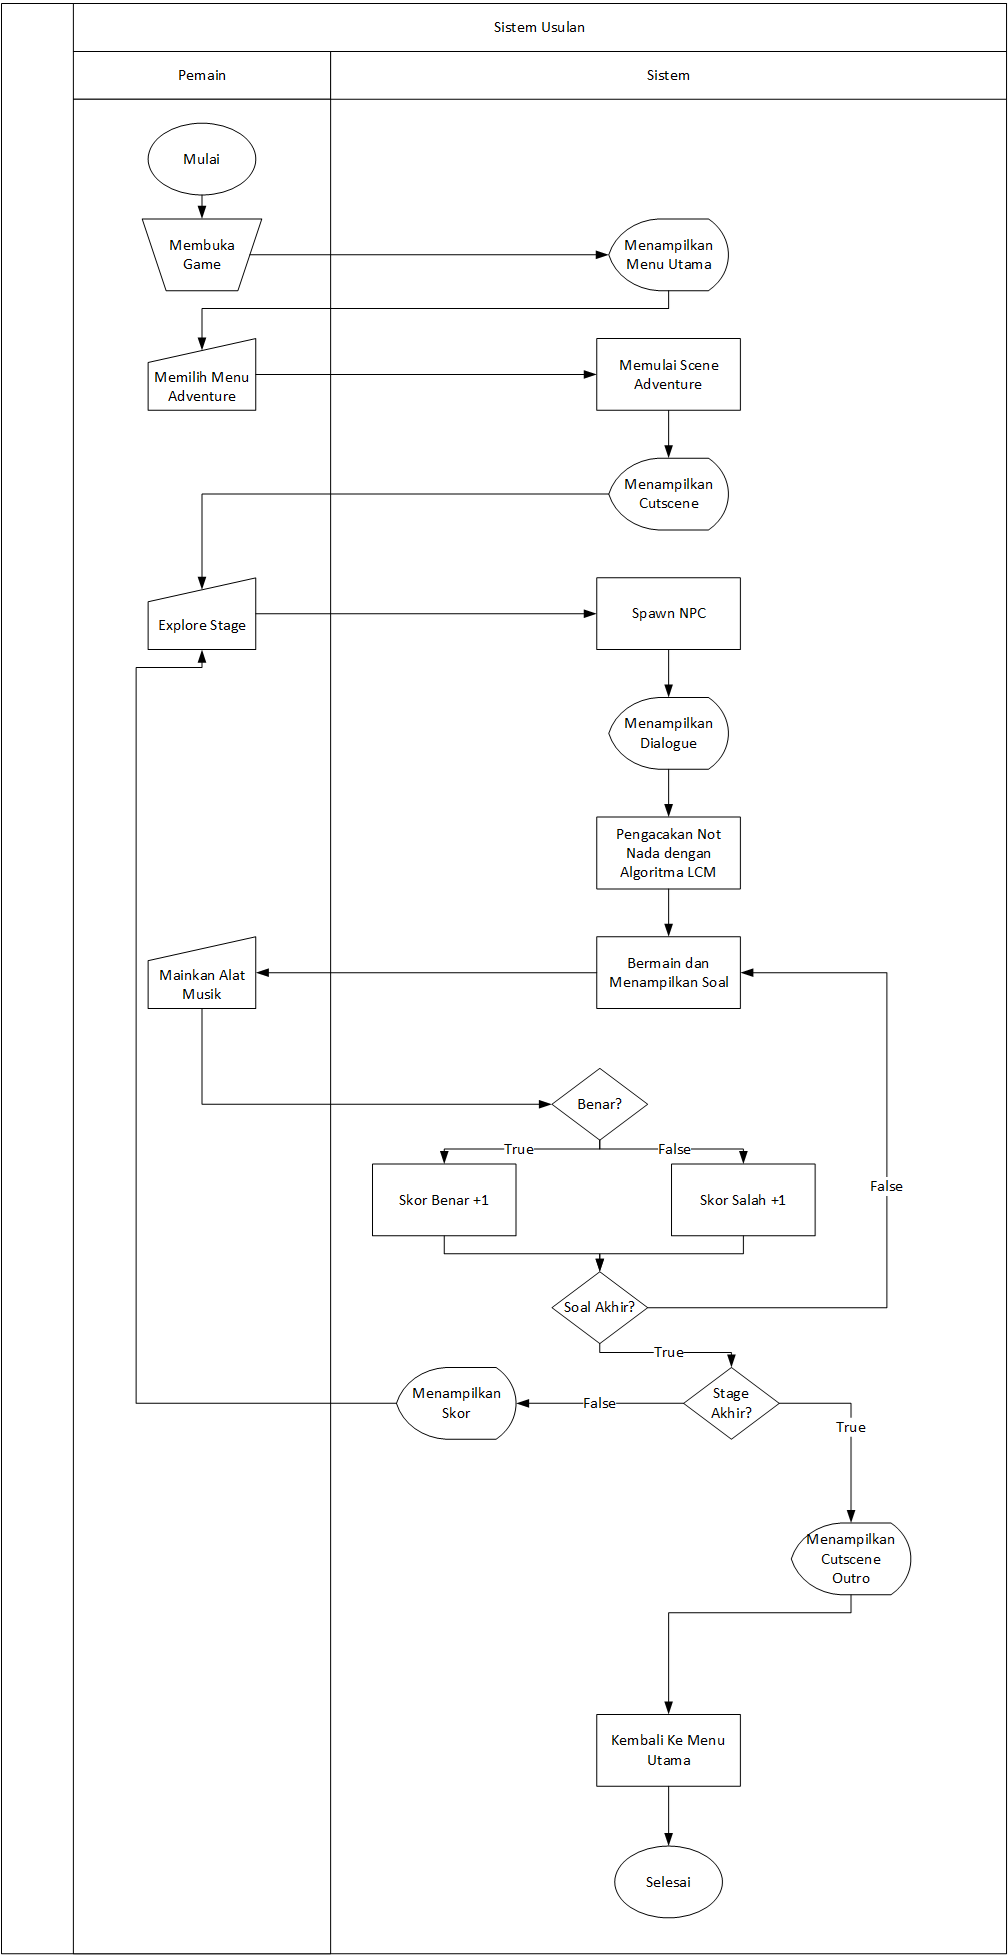 Sistem Usulan
Pemain
Sistem
Mulai
Membuka
Game
Menampilkan
Menu Utama
Memilih Menu
Adventure
Memulai Scene
Adventure
Menampilkan
Cutscene
Explore Stage
Spawn NPC
Menampilkan
Dialogue
Pengacakan Not
Nada dengan
Algoritma LCM
Mainkan Alat
Musik
Bermain dan
Menampilkan Soal
Benar?
True
False
Skor Benar +1
Skor Salah +1
False
Soal Akhir?
True
Menampilkan
Skor
False
Stage
Akhir?
True
Menampilkan
Cutscene
Outro
Kembali Ke Menu
Utama
Selesai